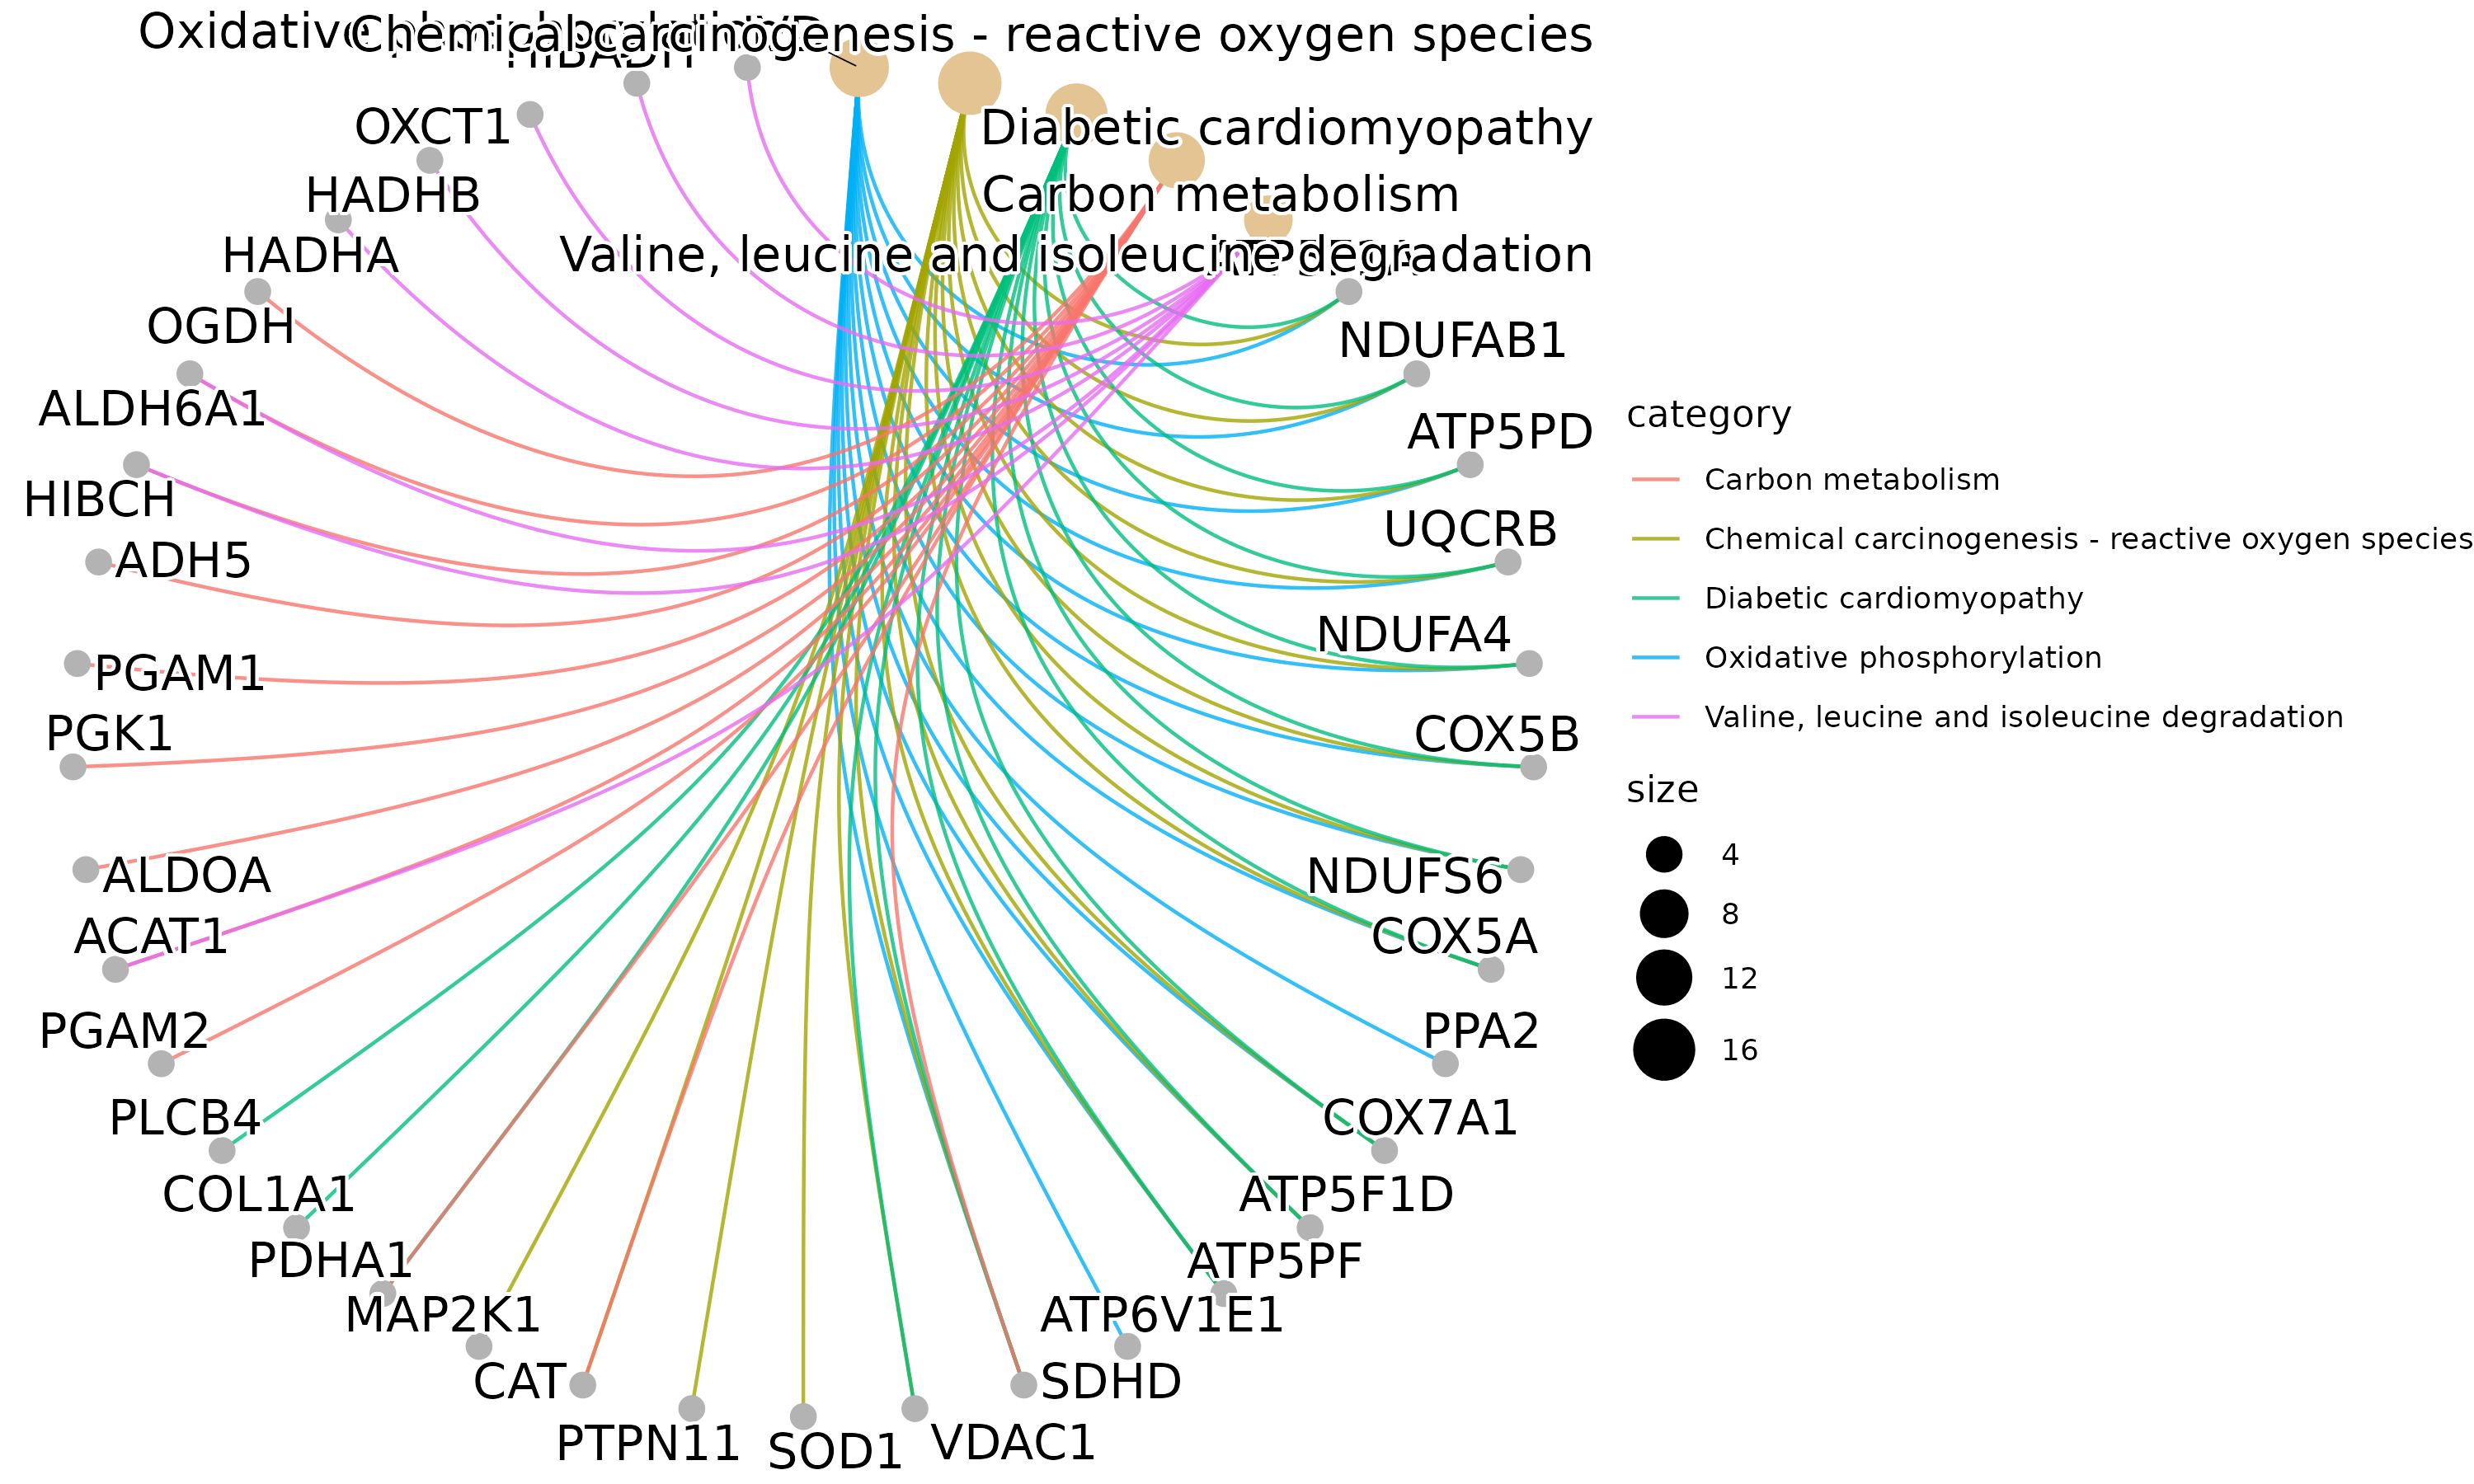 Oxidative
Chemical carcinogenesis - reactive oxygen species
HIBADH
OXCT1
Diabetic cardiomyopathy
HADHB
Carbon metabolism
HADHA
Valine, leucine and isoleucine degradation
OGDH
NDUFAB1
ALDH6A1
ATP5PD
HIBCH
UQCRB
ADH5
NDUFA4
PGAM1
COX5B
PGK1
NDUFS6
ALDOA
COX5A
ACAT1
PPA2
PGAM2
COX7A1
PLCB4
ATP5F1D
COL1A1
ATP5PF
PDHA1
ATP6V1E1
MAP2K1
SDHD
CAT
VDAC1
PTPN11
SOD1
category
Carbon metabolism
Chemical carcinogenesis - reactive oxygen species
Diabetic cardiomyopathy
Oxidative phosphorylation
Valine, leucine and isoleucine degradation
size
4
8
12
16